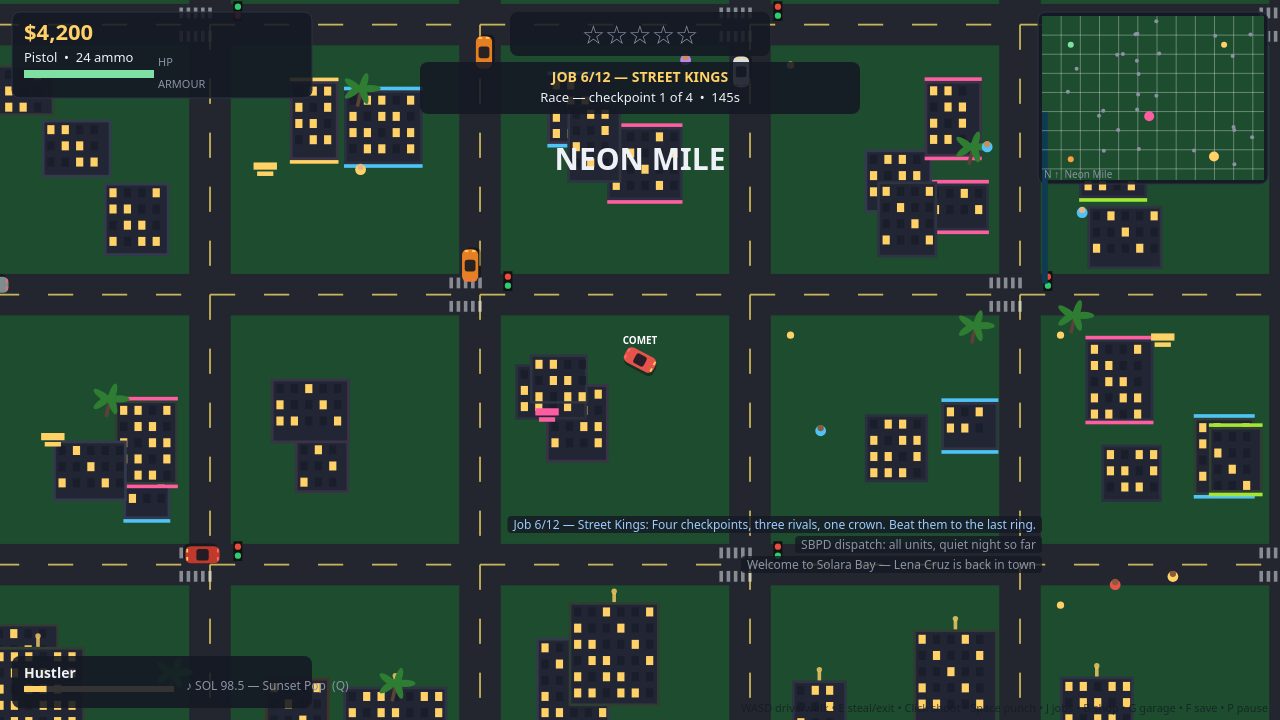 $4,200
Pistol • 24 ammo
HP
ARMOUR
☆☆☆☆☆
JOB 6/12 — STREET KINGS
Race — checkpoint 1 of 4 • 145s
NEON MILE
N ↑ Neon Mile
COMET
Job 6/12 — Street Kings: Four checkpoints, three rivals, one crown. Beat them to the last ring.
SBPD dispatch: all units, quiet night so far
Welcome to Solara Bay — Lena Cruz is back in town
Hustler
♪ SOL 98.5 — Sunset Pop (Q)
garage • F save • P pause